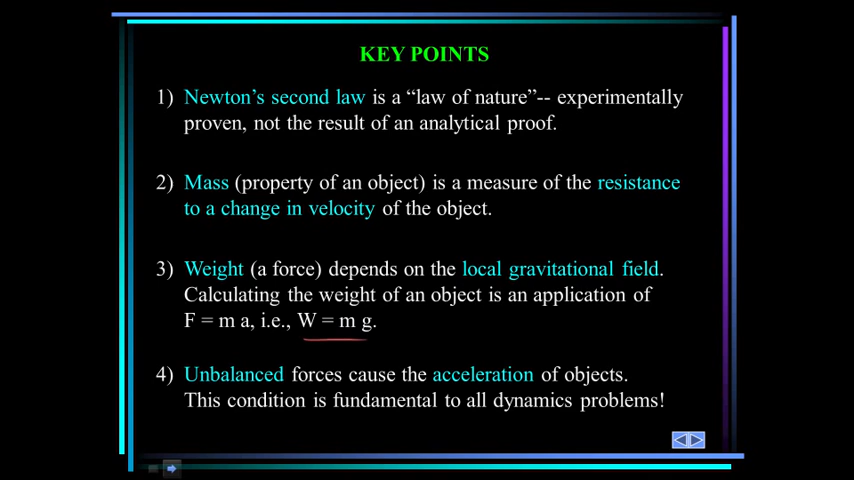 KEY POINTS
1) Newton's second law is a “law of nature”-- experimentally
proven, not the result of an analytical proof.
2) Mass (property of an object) is a measure of the resistance
to a change in velocity of the object.
3) Weight (a force) depends on the local gravitational field.
Calculating the weight of an object is an application of
F = m a, i.e., W = m g.
4) Unbalanced forces cause the acceleration of objects.
This condition is fundamental to all dynamics problems!